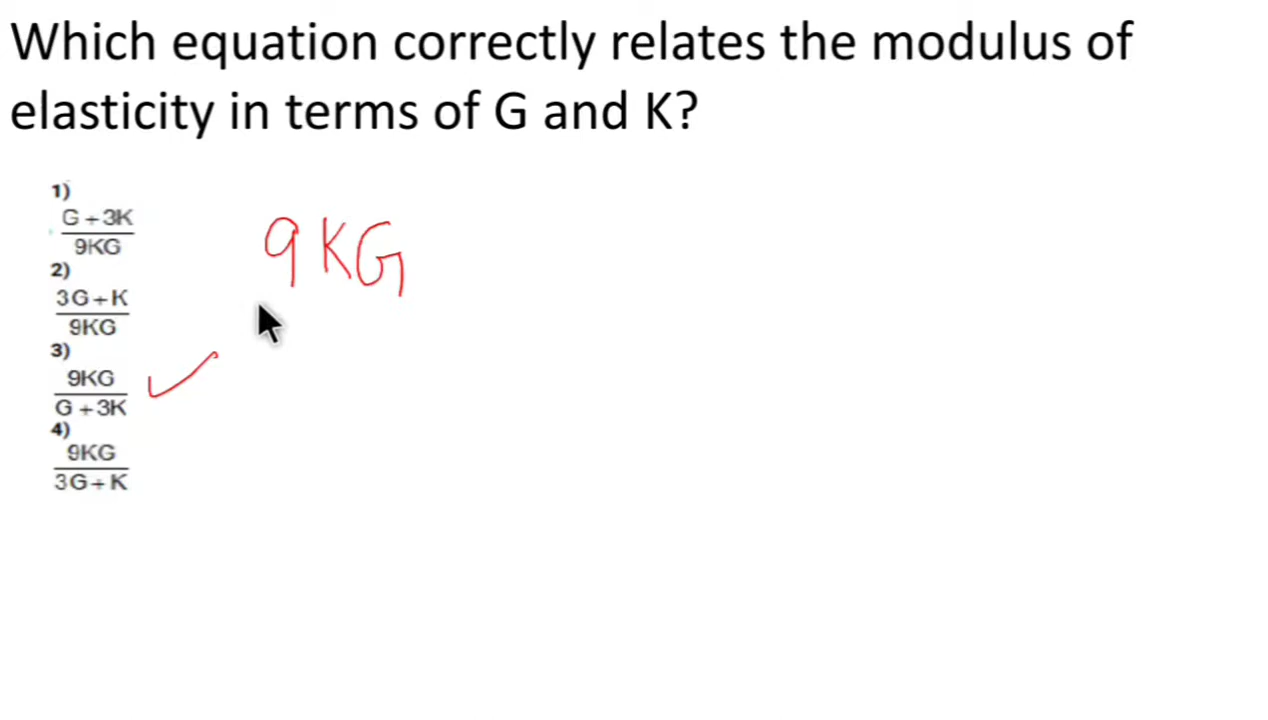 Which equation correctly relates the modulus of
elasticity in terms of G and K?
1)
G+3K
9KG
2)
3G+K
9KG
3)
9KG
G+3K
4)
9KG
3G+K
9KG